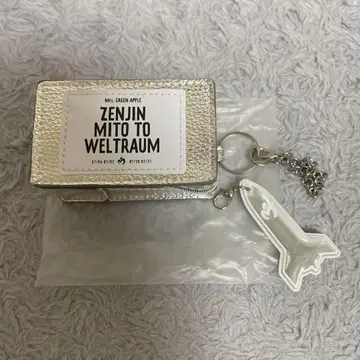 Mrs. GREEN APPLE
ZENJIN
MITO TO
WELTRAUM